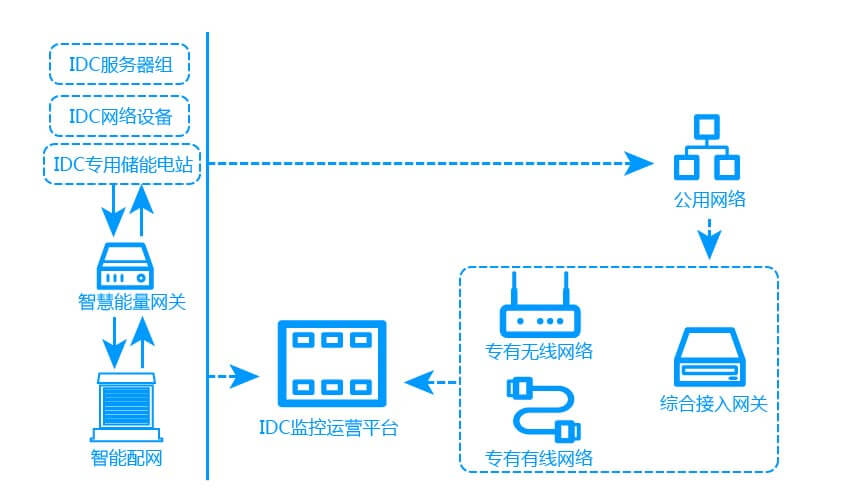 IDC服务器组
IDC网络设备
IDC专用储能电站
公用网络
智慧能量网关
专有无线网络
综合接入网关
IDC监控运营平台
智能配网
专有有线网络